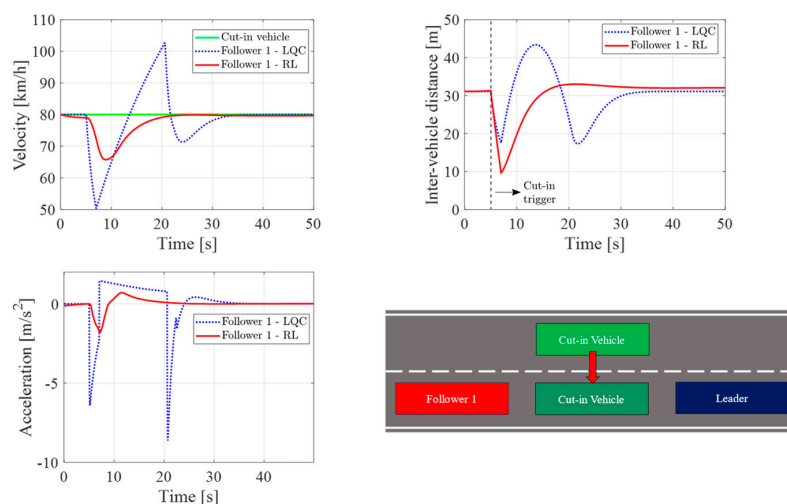 110
100
90
80
70
60
50
Velocity [km/h]
Cut-in vehicle
Follower 1 - LQC
Follower 1 - RL
0
10
20
30
40
50
Time [s]
50
40
30
20
10
0
Inter-vehicle distance [m]
Follower 1 - LQC
Follower 1 - RL
Cut-in
trigger
0
10
20
30
40
50
Time [s]
0
-5
-10
Acceleration [m/s²]
Follower 1 - LQC
Follower 1 - RL
0
10
20
30
40
Time [s]
Cut-in Vehicle
Follower 1
Cut-in Vehicle
Leader